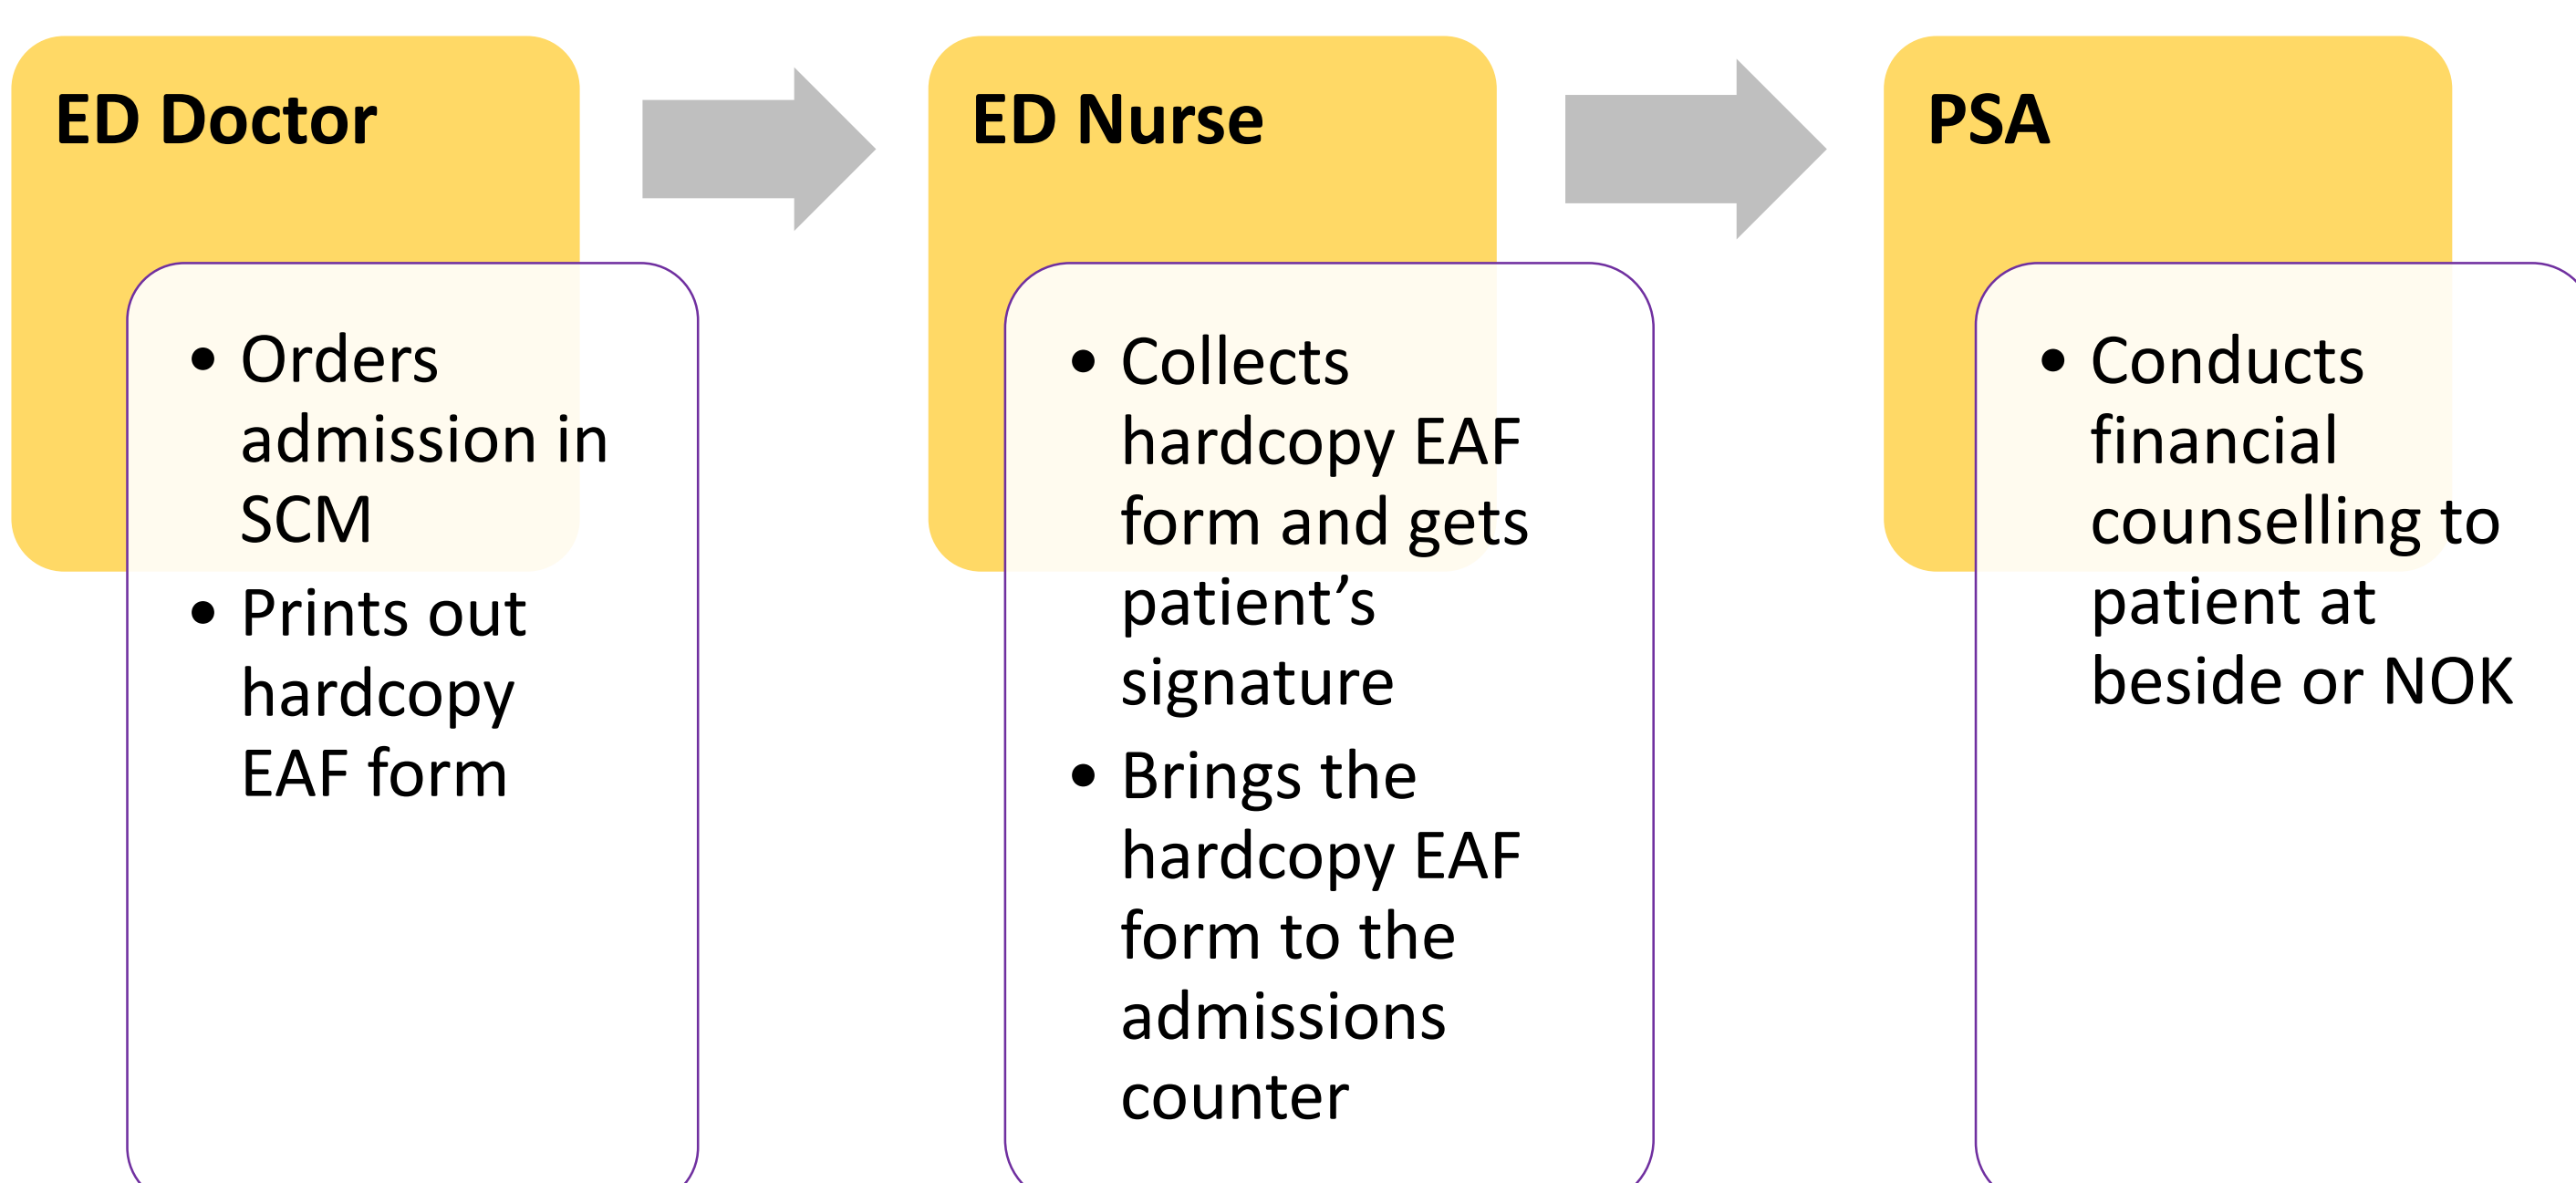 ED Doctor
• Orders
admission in
SCM
• Prints out
hardcopy
EAF form
ED Nurse
• Collects
hardcopy EAF
form and gets
patient’s
signature
• Brings the
hardcopy EAF
form to the
admissions
counter
PSA
• Conducts
financial
counselling to
patient at
beside or NOK